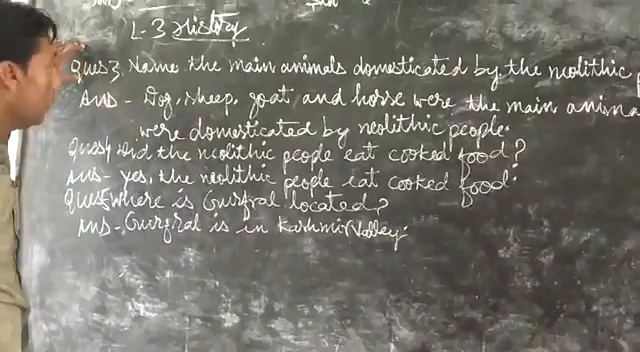 L-3 History
Ques3. Name the main animals domesticated by the neolithic
Ans - Dog, sheep, goat and horse were the main anima
were domesticated by neolithic people.
Ques4 Did the neolithic people eat cooked food?
Ans- yes, the neolithic people eat cooked food.
Ques5 where is Gurfral located?
Ans - Gurfral is in Kashmir Valley.